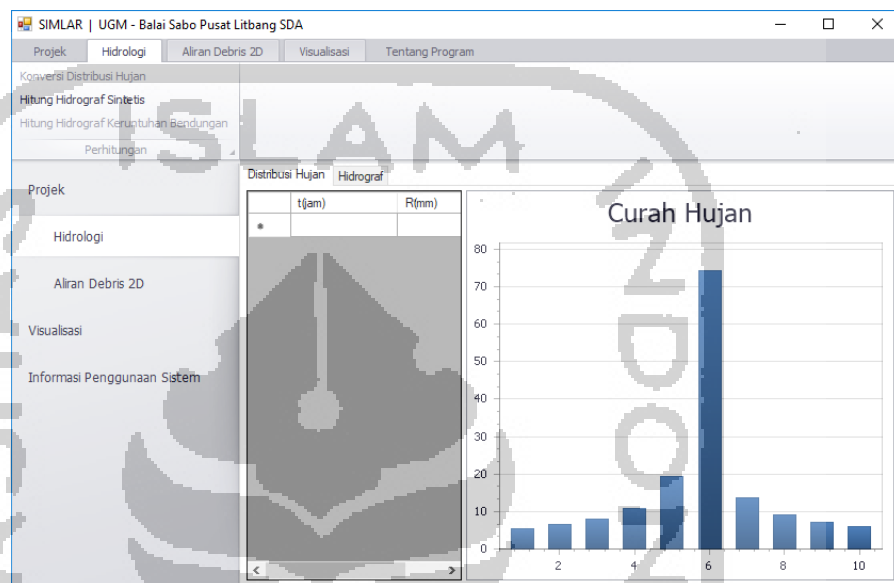 SIMLAR | UGM - Balai Sabo Pusat Litbang SDA
Projek Hidrologi Aliran Debris 2D Visualisasi Tentang Program
Konversi Distribusi Hujan
Hitung Hidrograf Sintetis
Hitung Hidrograf Keruntuhan Bendungan
Perhitungan
ISLAM
INDON
Projek
Hidrologi
Aliran Debris 2D
Visualisasi
Informasi Penggunaan Sistem
Distribusi Hujan Hidrograf
t(jam) R(mm)
Curah Hujan
80
70
60
50
40
30
20
10
0
2 4 6 8 10